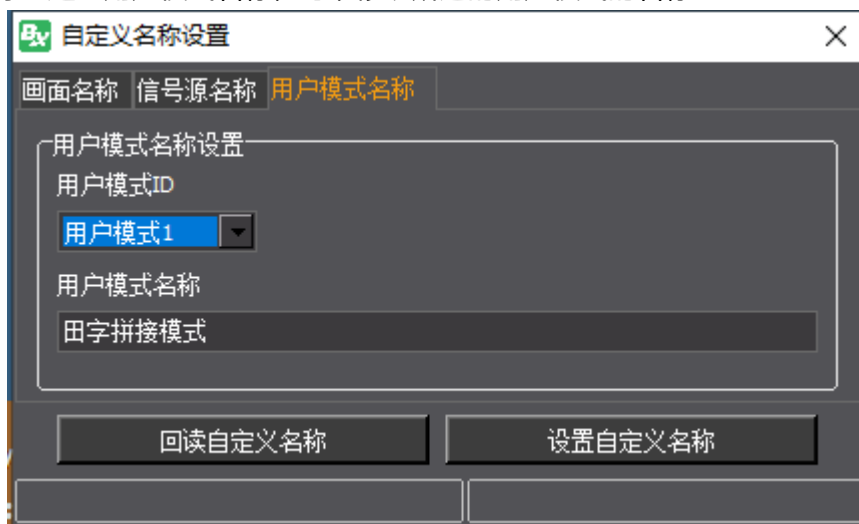 BX 自定义名称设置
画面名称 信号源名称 用户模式名称
用户模式名称设置
用户模式ID
用户模式1
用户模式名称
田字拼接模式
回读自定义名称 设置自定义名称